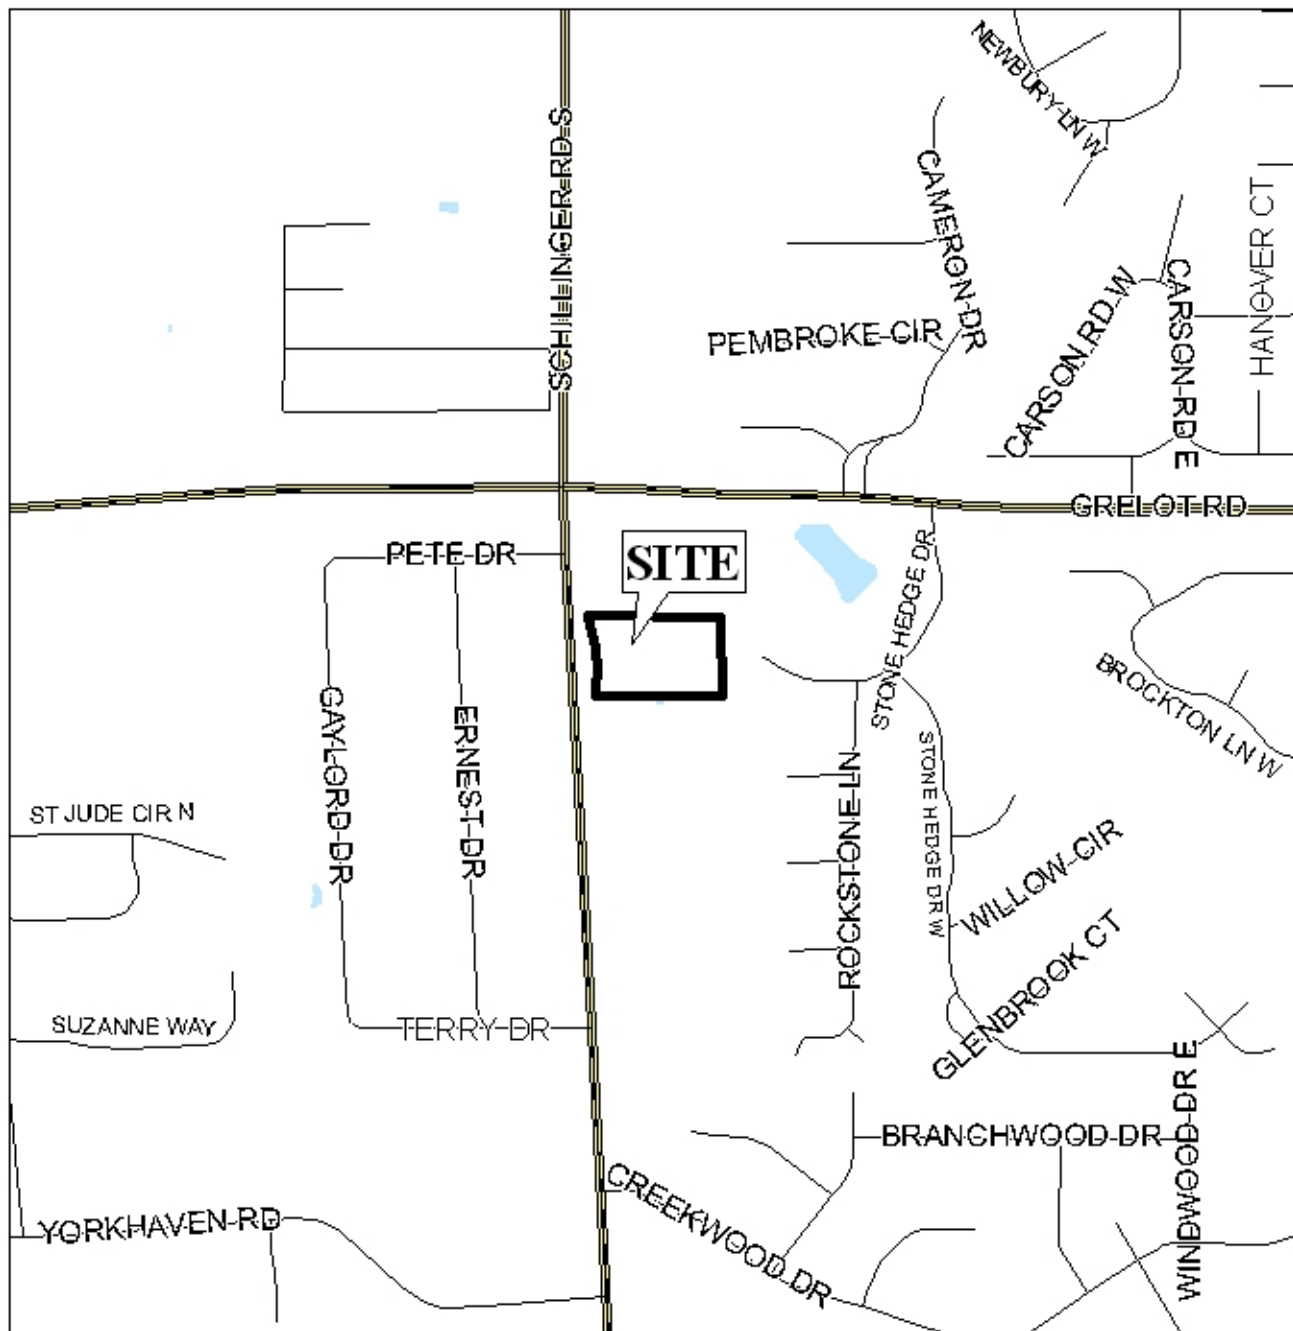 NEWBURY LN W
SCHILLINGER RD S
CAMERON DR
HANOVER CT
CARSON RD W
CARSON RD E
PEMBROKE CIR
GRELOT RD
PETE DR
SITE
STONE HEDGE DR
BROCKTON LN W
GAYLORD DR
ERNEST DR
STONE HEDGE DR W
ROCKSTONE LN
ST JUDE CIR N
WILLOW CIR
GLENBROOK CT
SUZANNE WAY
TERRY DR
WINDWOOD DR E
BRANCHWOOD DR
CREEKWOOD DR
YORKHAVEN RD